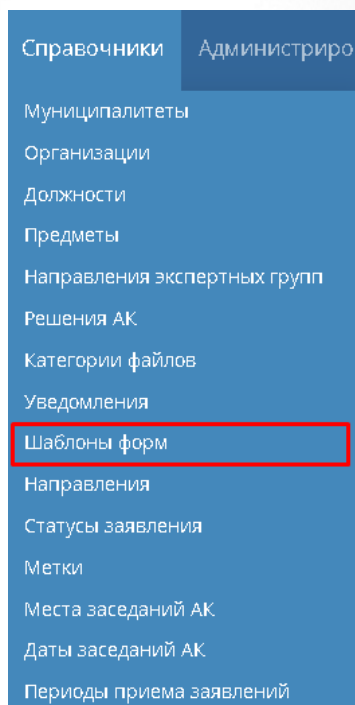 Справочники Администриро
Муниципалитеты
Организации
Должности
Предметы
Направления экспертных групп
Решения АК
Категории файлов
Уведомления
Шаблоны форм
Направления
Статусы заявления
Метки
Места заседаний АК
Даты заседаний АК
Периоды приема заявлений